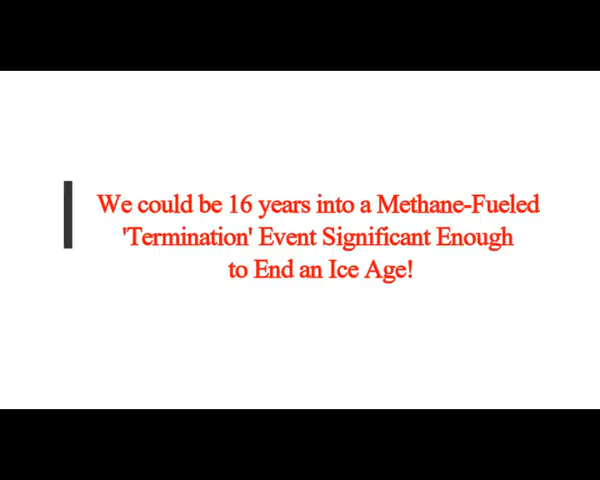 We could be 16 years into a Methane-Fueled
'Termination' Event Significant Enough
to End an Ice Age!